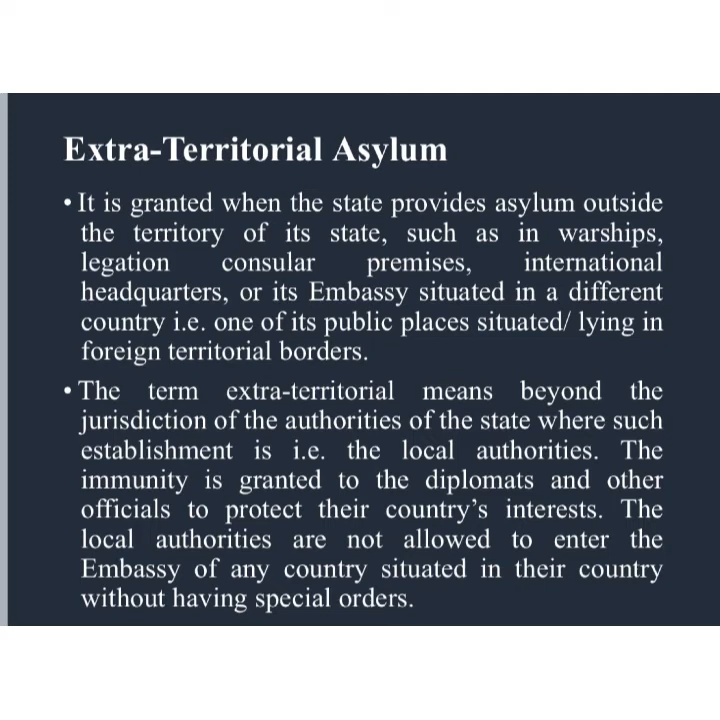 Extra-Territorial Asylum
• It is granted when the state provides asylum outside
the territory of its state, such as in warships,
legation consular premises, international
headquarters, or its Embassy situated in a different
country i.e. one of its public places situated/ lying in
foreign territorial borders.
• The term extra-territorial means beyond the
jurisdiction of the authorities of the state where such
establishment is i.e. the local authorities. The
immunity is granted to the diplomats and other
officials to protect their country’s interests. The
local authorities are not allowed to enter the
Embassy of any country situated in their country
without having special orders.